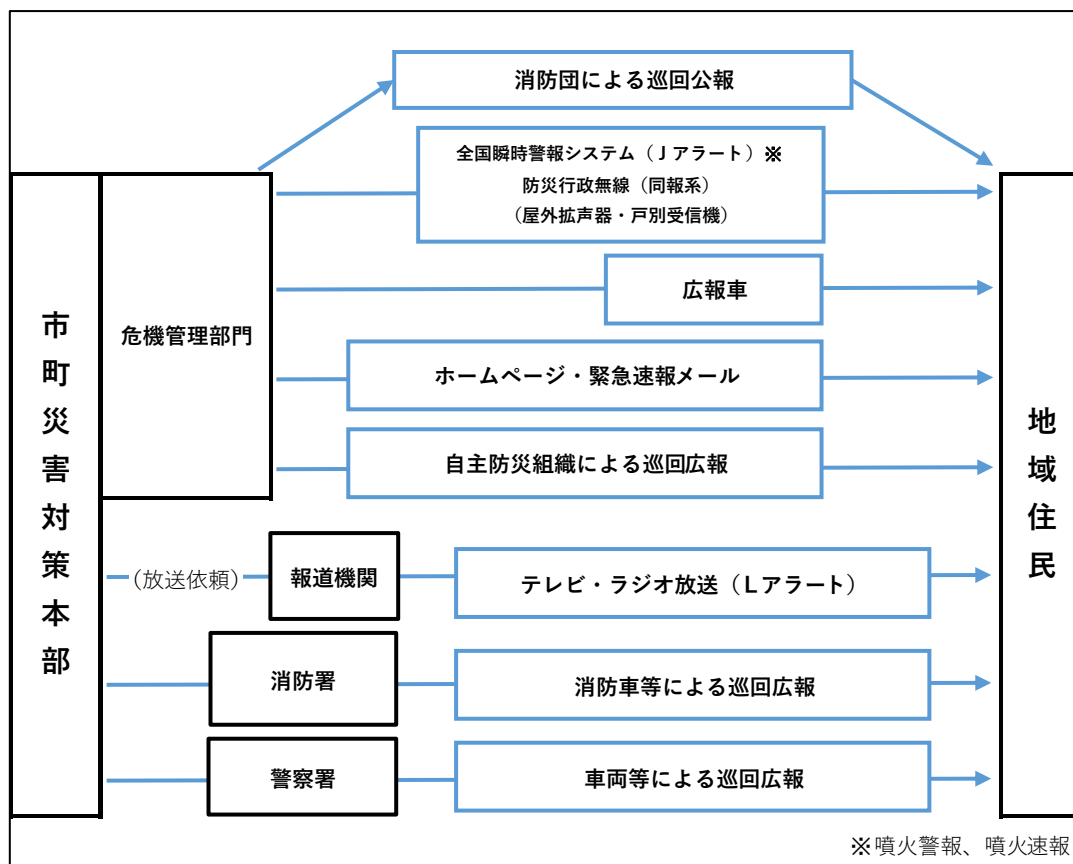 消防団による巡回公報
全国瞬時警報システム（Ｊアラート）※
防災行政無線（同報系）
（屋外拡声器・戸別受信機）
広報車
市町災害対策本部
危機管理部門
ホームページ・緊急速報メール
自主防災組織による巡回広報
地域住民
（放送依頼）
報道機関
テレビ・ラジオ放送（Ｌアラート）
消防署
消防車等による巡回広報
警察署
車両等による巡回広報
※噴火警報、噴火速報